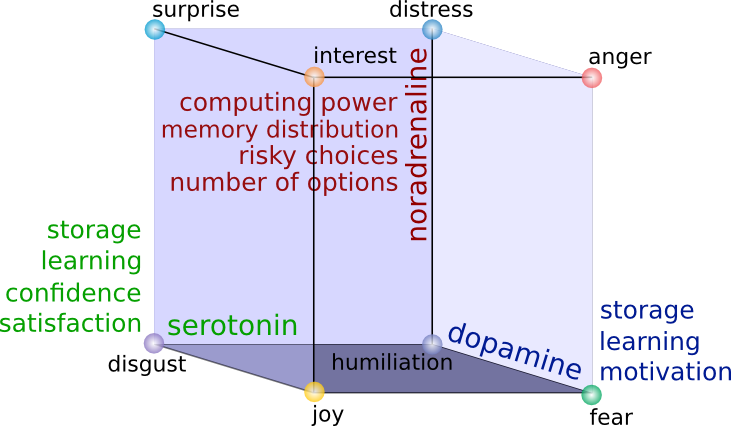 surprise
distress
interest
anger
computing power
memory distribution
risky choices
number of options
noradrenaline
storage
learning
confidence
satisfaction
serotonin
dopamine
storage
learning
motivation
disgust
humiliation
joy
fear